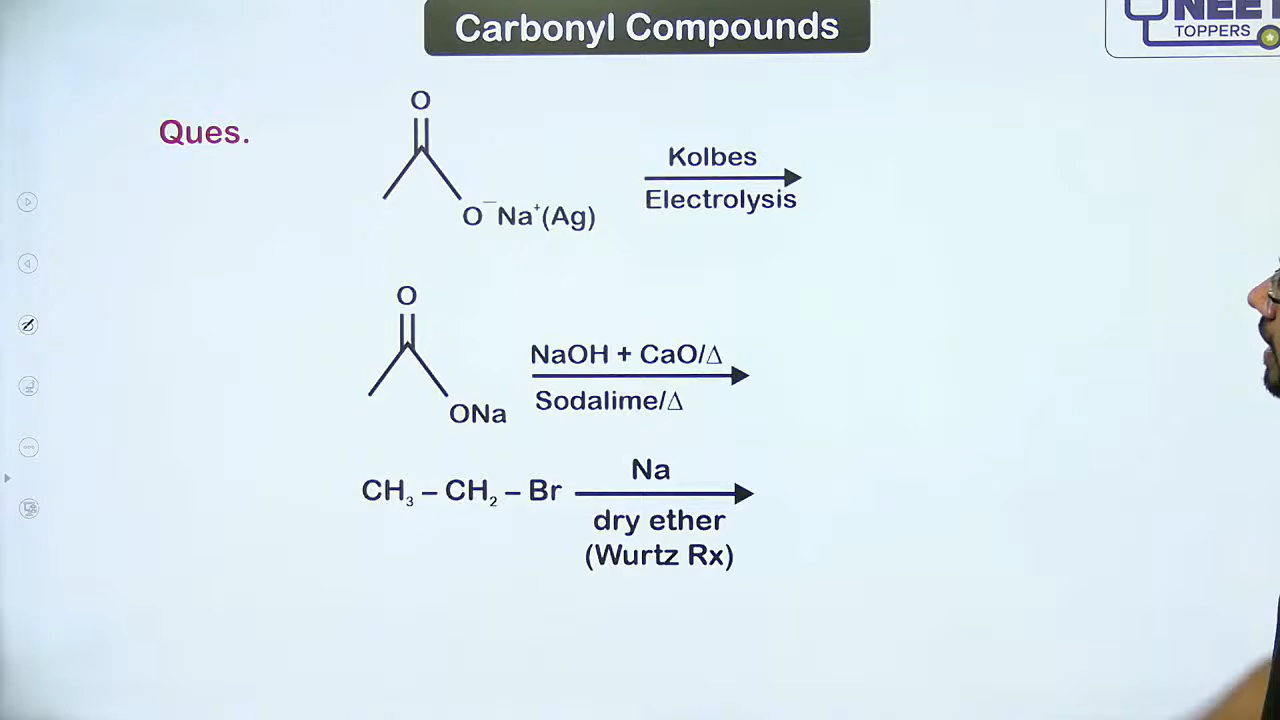 Carbonyl Compounds
NEET
TOPPERS
Ques.
O
O⁻Na⁺(Ag)
Kolbes
Electrolysis
O
ONa
NaOH + CaO/Δ
Sodalime/Δ
CH₃ – CH₂ – Br
Na
dry ether
(Wurtz Rx)